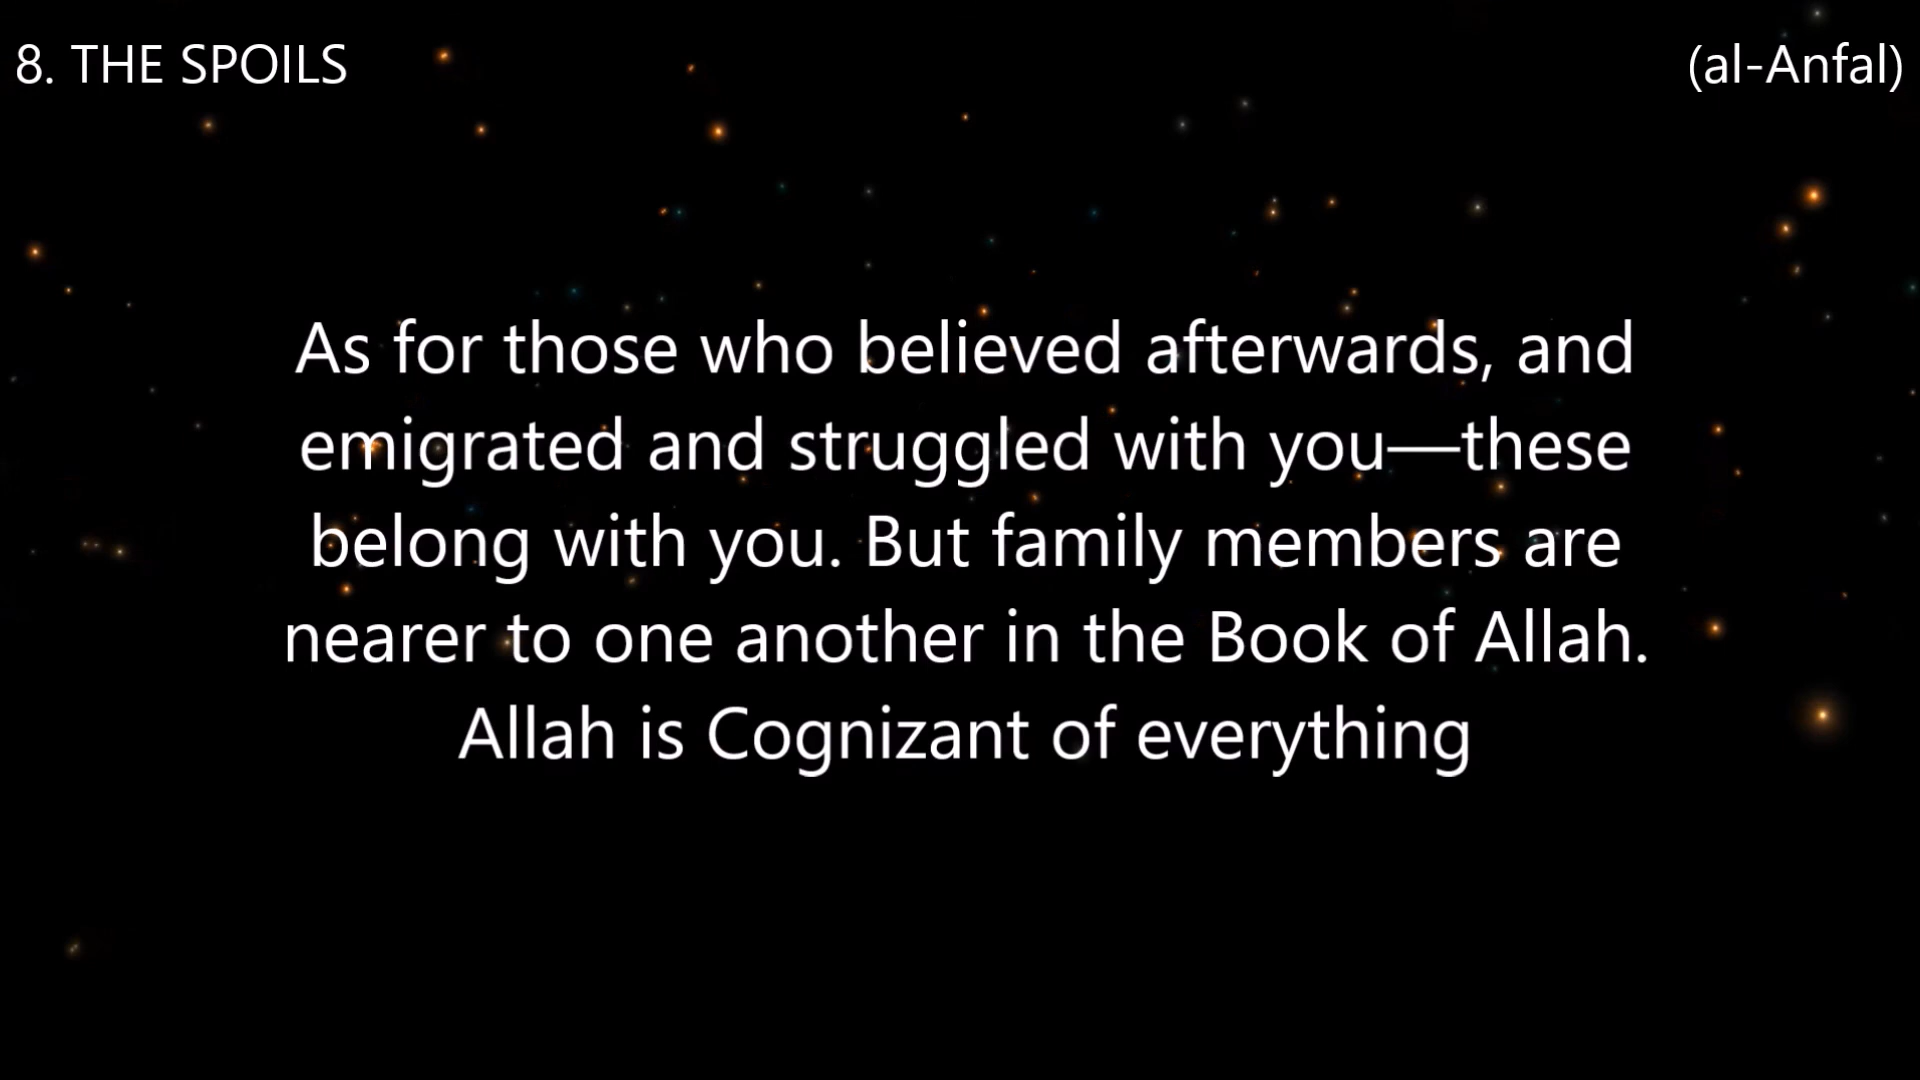 8. THE SPOILS
(al-Anfal)
As for those who believed afterwards, and
emigrated and struggled with you—these
belong with you. But family members are
nearer to one another in the Book of Allah.
Allah is Cognizant of everything